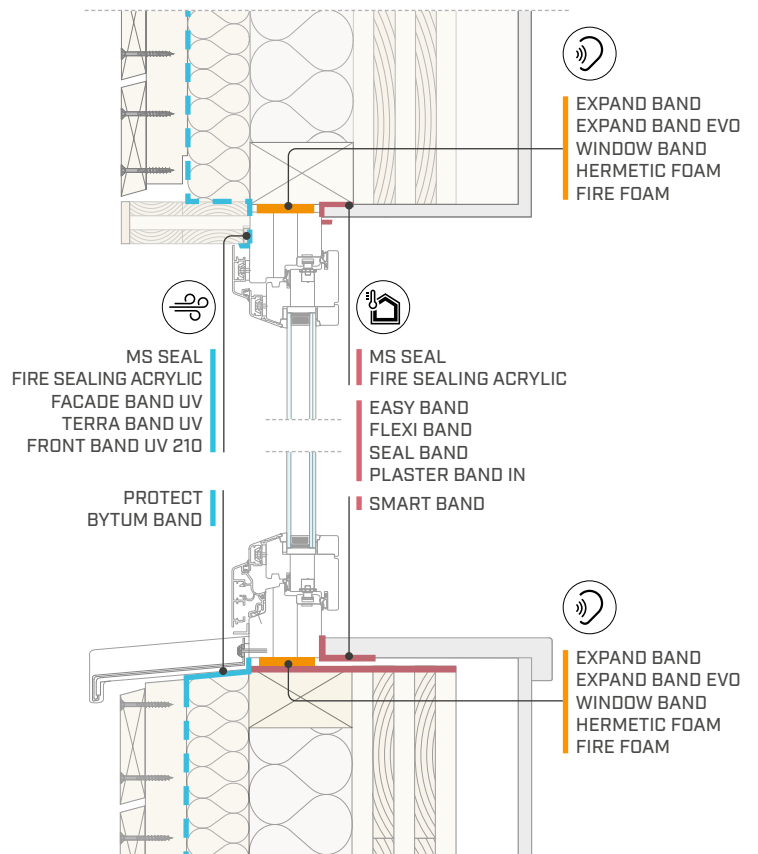 EXPAND BAND
EXPAND BAND EVO
WINDOW BAND
HERMETIC FOAM
FIRE FOAM
MS SEAL
FIRE SEALING ACRYLIC
FACADE BAND UV
TERRA BAND UV
FRONT BAND UV 210
PROTECT
BYTUM BAND
MS SEAL
FIRE SEALING ACRYLIC
EASY BAND
FLEXI BAND
SEAL BAND
PLASTER BAND IN
SMART BAND
EXPAND BAND
EXPAND BAND EVO
WINDOW BAND
HERMETIC FOAM
FIRE FOAM